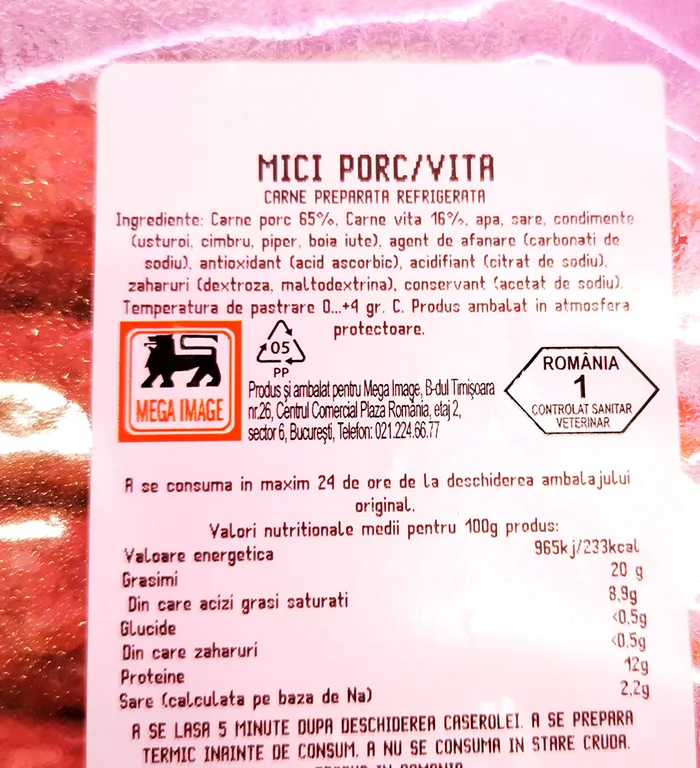 MICI PORC/VITA
CARNE PREPARATA REFRIGERATA
Ingrediente: Carne porc 65%, Carne vita 16%, apa, sare, condimente
(usturoi, cimbru, piper, boia iute), agent de afanare (carbonati de
sodiu), antioxidant (acid ascorbic), acidifiant (citrat de sodiu),
zaharuri (dextroza, maltodextrina), conservant (acetat de sodiu).
Temperatura de pastrare 0...+4 gr. C. Produs ambalat in atmosfera
protectoare.
MEGA IMAGE
05
PP
Produs și ambalat pentru Mega Image, B-dul Timișoara
nr.26, Centrul Comercial Plaza România, etaj 2,
sector 6, București, Telefon: 021.224.66.77
ROMÂNIA
1
CONTROLAT SANITAR
VETERINAR
A se consuma in maxim 24 de ore de la deschiderea ambalajului
original.
Valori nutritionale medii pentru 100g produs:
Valoare energetica 965kj/233kcal
Grasimi 20 g
Din care acizi grasi saturati 8,9g
Glucide <0,5g
Din care zaharuri <0,5g
Proteine 12g
Sare (calculata pe baza de Na) 2,2g
A SE LASA 5 MINUTE DUPA DESCHIDEREA CASEROLEI. A SE PREPARA
TERMIC INAINTE DE CONSUM. A NU SE CONSUMA IN STARE CRUDA.